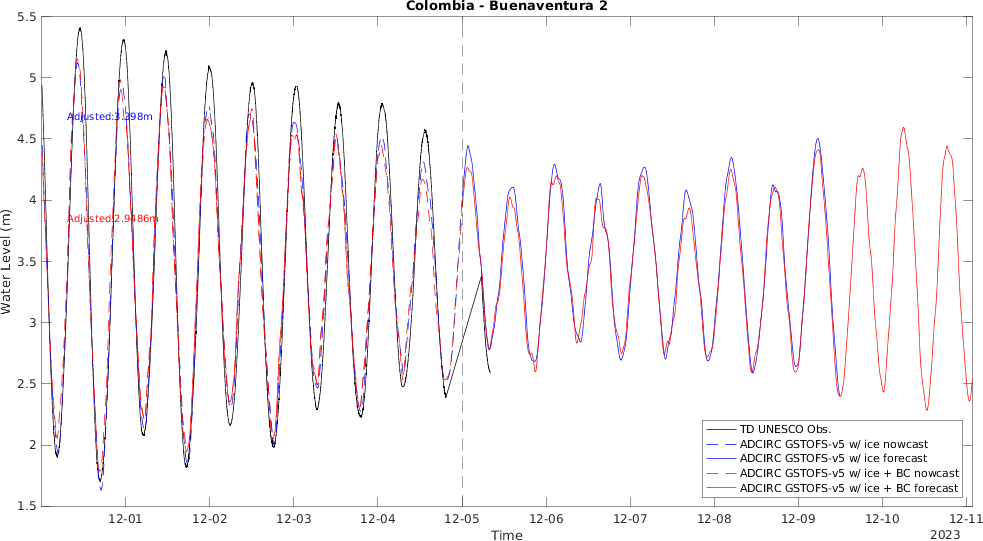 Colombia - Buenaventura 2
5.5
5
4.5
4
3.5
3
2.5
2
1.5
Water Level (m)
Adjusted:3.398m
Adjusted:2.9486m
TD UNESCO Obs.
ADCIRC GSTOFS-v5 w/ ice nowcast
ADCIRC GSTOFS-v5 w/ ice forecast
ADCIRC GSTOFS-v5 w/ ice + BC nowcast
ADCIRC GSTOFS-v5 w/ ice + BC forecast
12-01 12-02 12-03 12-04 12-05 12-06 12-07 12-08 12-09 12-10 12-11
2023
Time